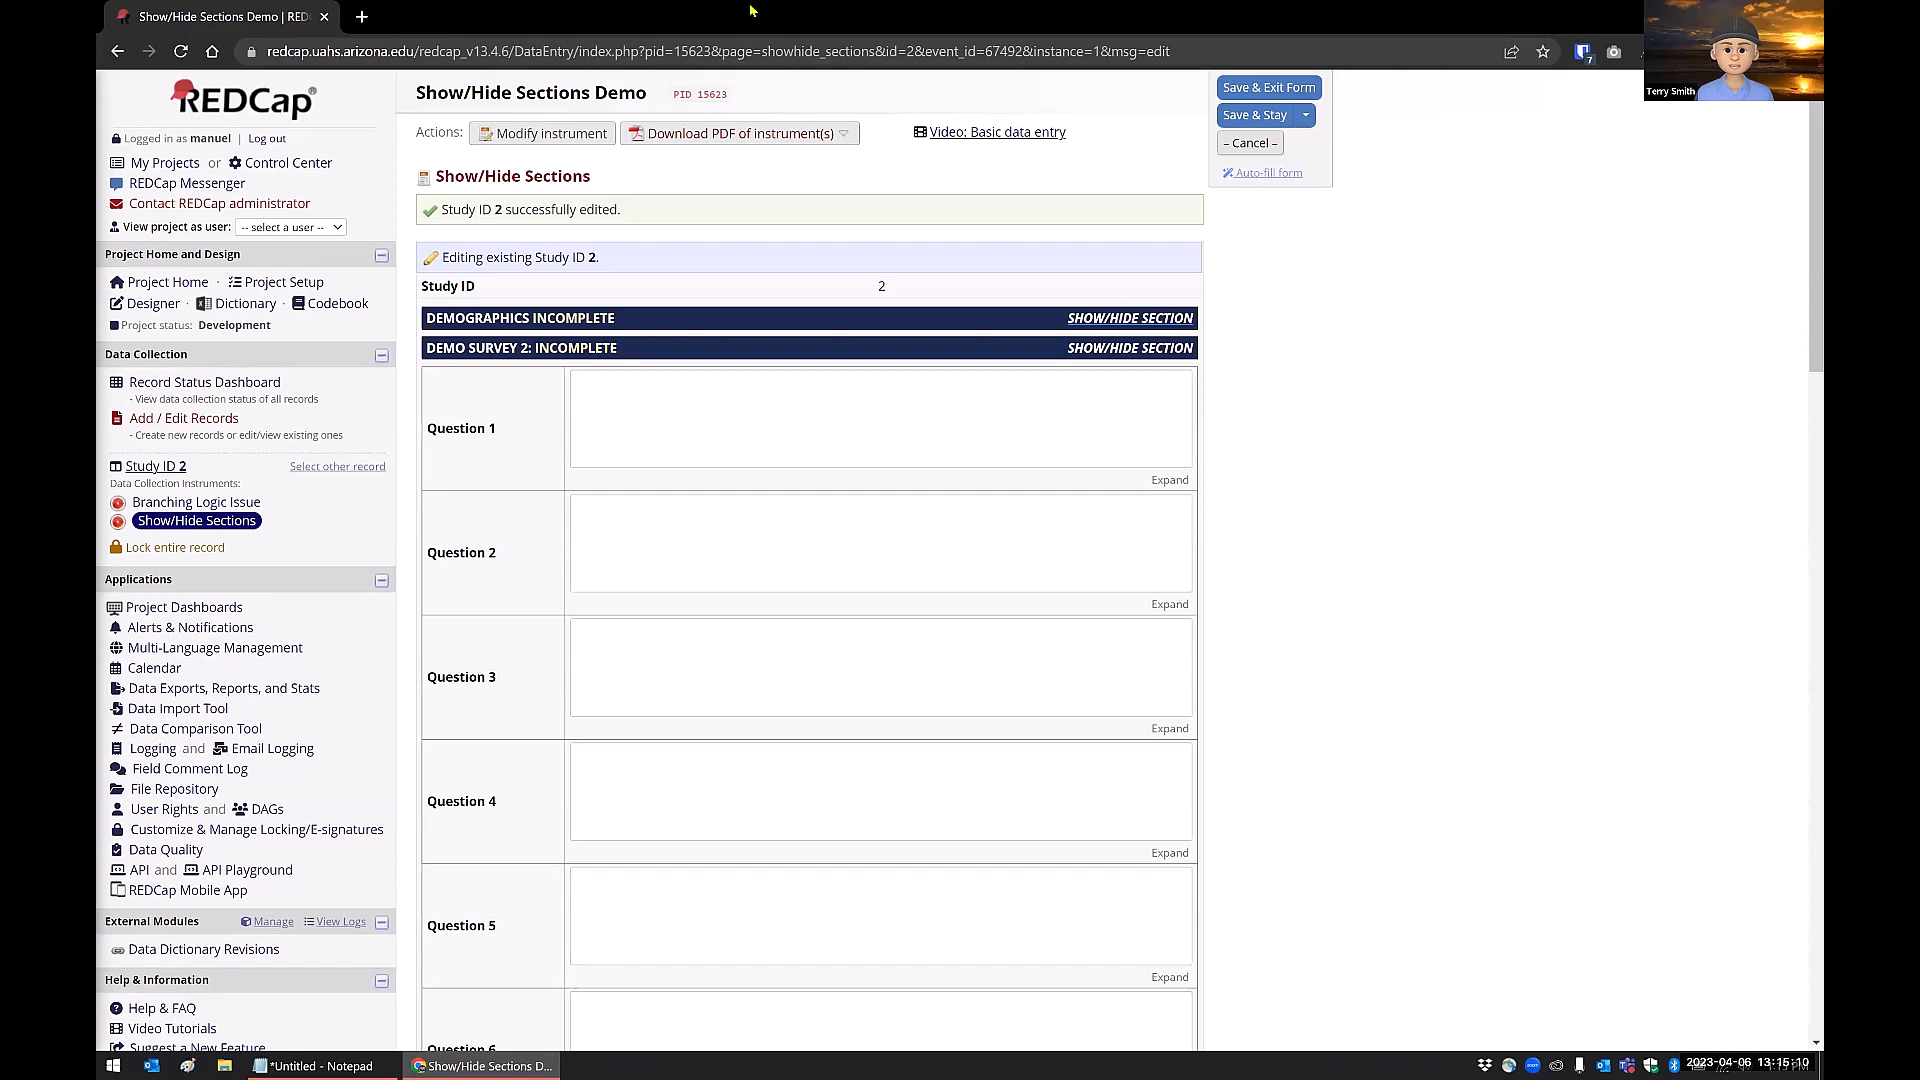 Show/Hide Sections Demo | RED
redcap.uahs.arizona.edu/redcap_v13.4.6/DataEntry/index.php?pid=15623&page=showhide_sections&id=2&event_id=67492&instance=1&msg=edit
7
Terry Smith
REDCap
Logged in as manuel | Log out
My Projects or Control Center
REDCap Messenger
Contact REDCap administrator
View project as user: -- select a user --
Project Home and Design
Project Home · Project Setup
Designer · Dictionary · Codebook
Project status: Development
Data Collection
Record Status Dashboard
- View data collection status of all records
Add / Edit Records
- Create new records or edit/view existing ones
Study ID 2 Select other record
Data Collection Instruments:
Branching Logic Issue
Show/Hide Sections
Lock entire record
Applications
Project Dashboards
Alerts & Notifications
Multi-Language Management
Calendar
Data Exports, Reports, and Stats
Data Import Tool
Data Comparison Tool
Logging and Email Logging
Field Comment Log
File Repository
User Rights and DAGs
Customize & Manage Locking/E-signatures
Data Quality
API and API Playground
REDCap Mobile App
External Modules Manage View Logs
Data Dictionary Revisions
Help & Information
Help & FAQ
Video Tutorials
Suggest a New Feature
Show/Hide Sections Demo PID 15623
Actions: Modify instrument Download PDF of instrument(s) Video: Basic data entry
Show/Hide Sections
Study ID 2 successfully edited.
Editing existing Study ID 2.
Study ID 2
DEMOGRAPHICS INCOMPLETE SHOW/HIDE SECTION
DEMO SURVEY 2: INCOMPLETE SHOW/HIDE SECTION
Question 1
Expand
Question 2
Expand
Question 3
Expand
Question 4
Expand
Question 5
Expand
Question 6
Save & Exit Form
Save & Stay
– Cancel –
Auto-fill form
*Untitled - Notepad
Show/Hide Sections D...
2023-04-06 13:15:10